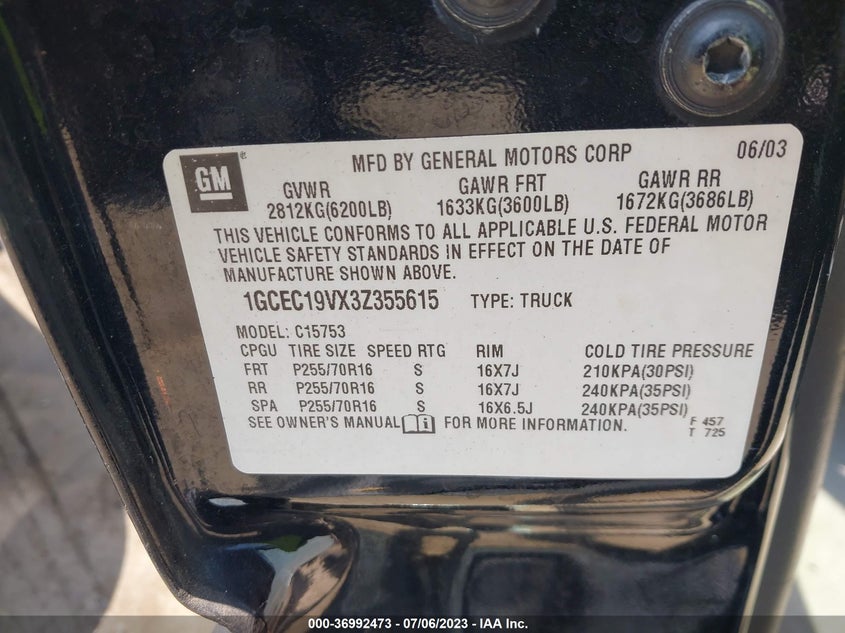 GM
MFD BY GENERAL MOTORS CORP 06/03
GVWR GAWR FRT GAWR RR
2812KG(6200LB) 1633KG(3600LB) 1672KG(3686LB)
THIS VEHICLE CONFORMS TO ALL APPLICABLE U.S. FEDERAL MOTOR
VEHICLE SAFETY STANDARDS IN EFFECT ON THE DATE OF
MANUFACTURE SHOWN ABOVE.
1GCEC19VX3Z355615 TYPE: TRUCK
MODEL: C15753
CPGU TIRE SIZE SPEED RTG RIM COLD TIRE PRESSURE
FRT P255/70R16 S 16X7J 210KPA(30PSI)
RR P255/70R16 S 16X7J 240KPA(35PSI)
SPA P255/70R16 S 16X6.5J 240KPA(35PSI)
SEE OWNER'S MANUAL i FOR MORE INFORMATION. F 457
T 725
000-36992473 - 07/06/2023 - IAA Inc.